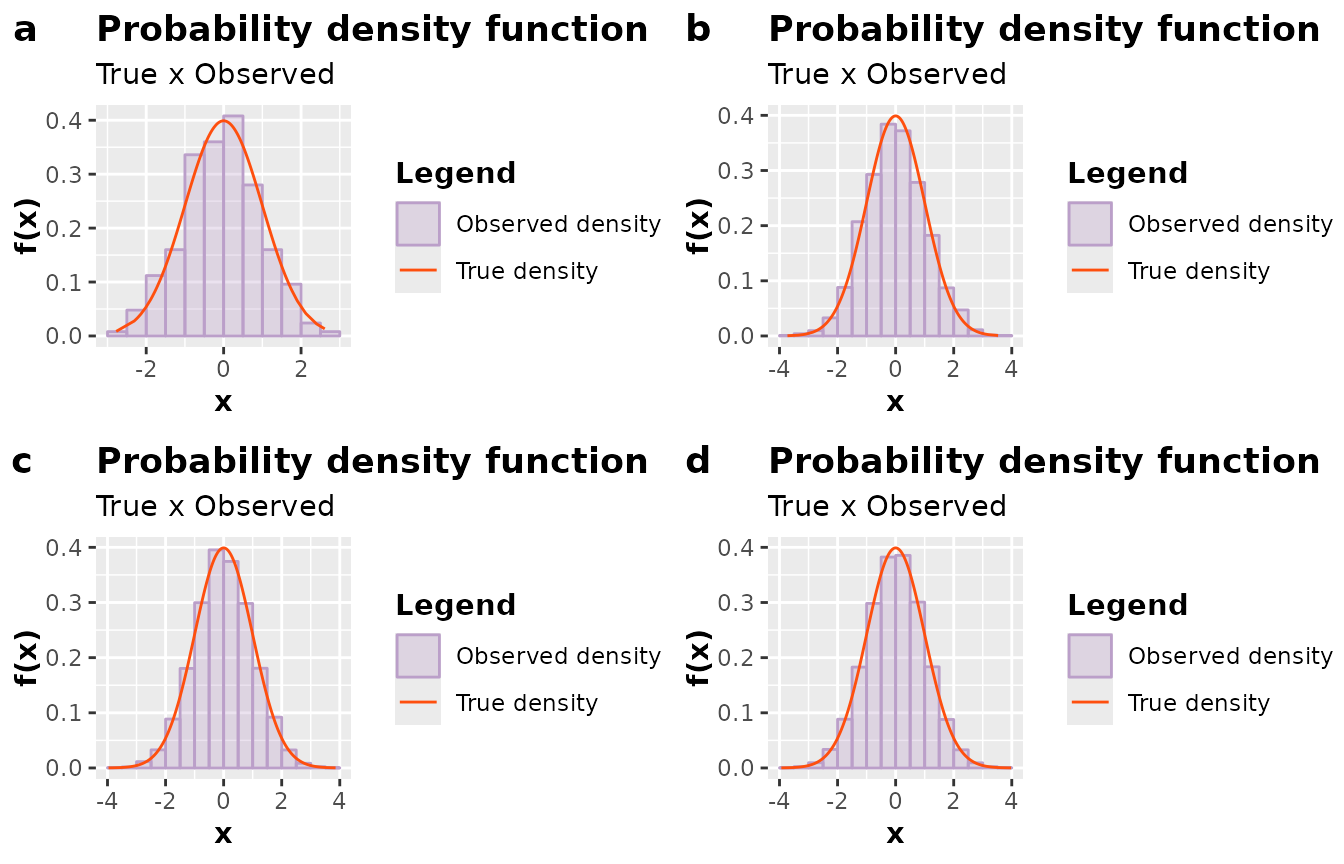 a Probability density function
True x Observed
f(x)
0.4
0.3
0.2
0.1
0.0
-2 0 2
x
Legend
Observed density
True density
b Probability density function
True x Observed
f(x)
0.4
0.3
0.2
0.1
0.0
-4 -2 0 2 4
x
Legend
Observed density
True density
c Probability density function
True x Observed
f(x)
0.4
0.3
0.2
0.1
0.0
-4 -2 0 2 4
x
Legend
Observed density
True density
d Probability density function
True x Observed
f(x)
0.4
0.3
0.2
0.1
0.0
-4 -2 0 2 4
x
Legend
Observed density
True density